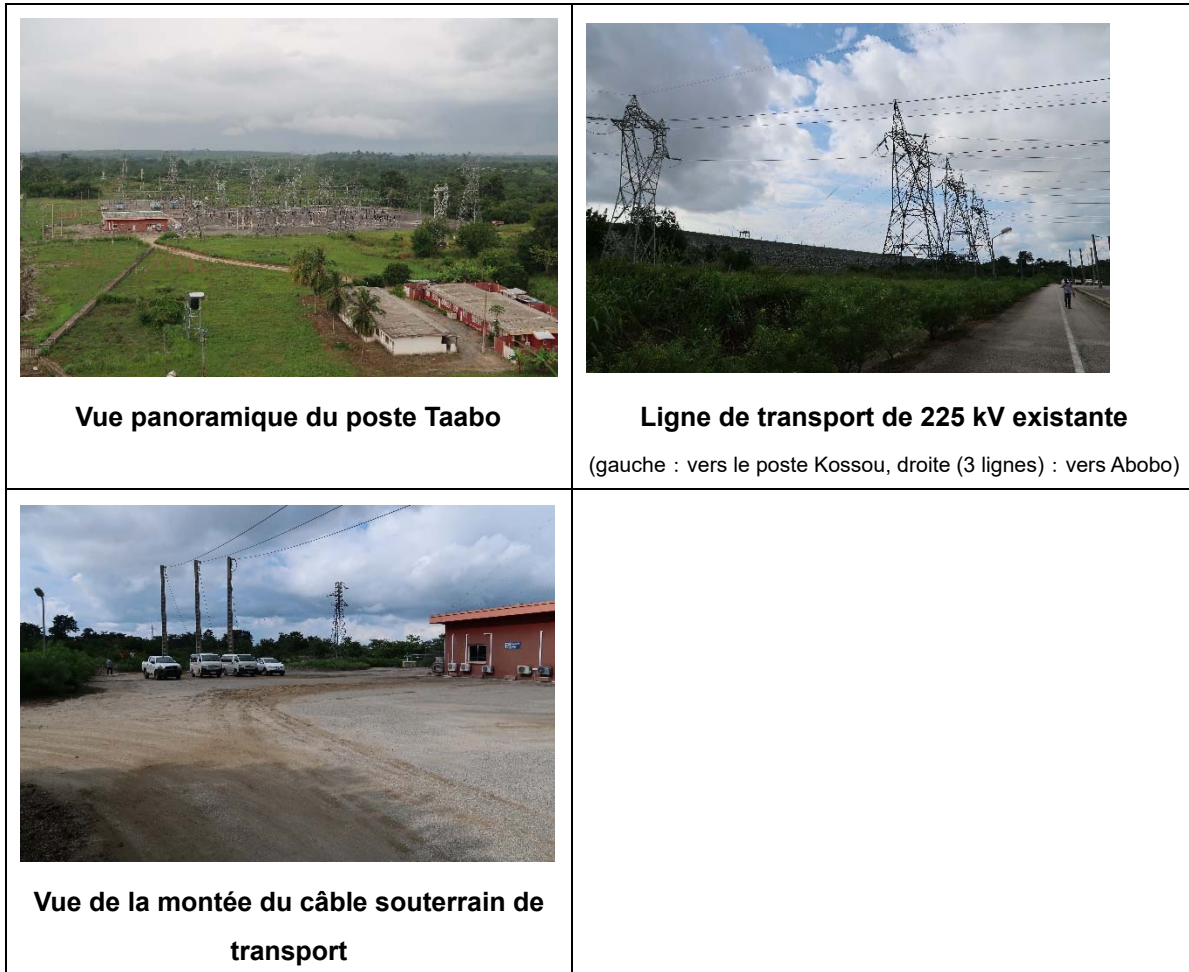 Vue panoramique du poste Taabo
Ligne de transport de 225 kV existante
(gauche : vers le poste Kossou, droite (3 lignes) : vers Abobo)
Vue de la montée du câble souterrain de
transport